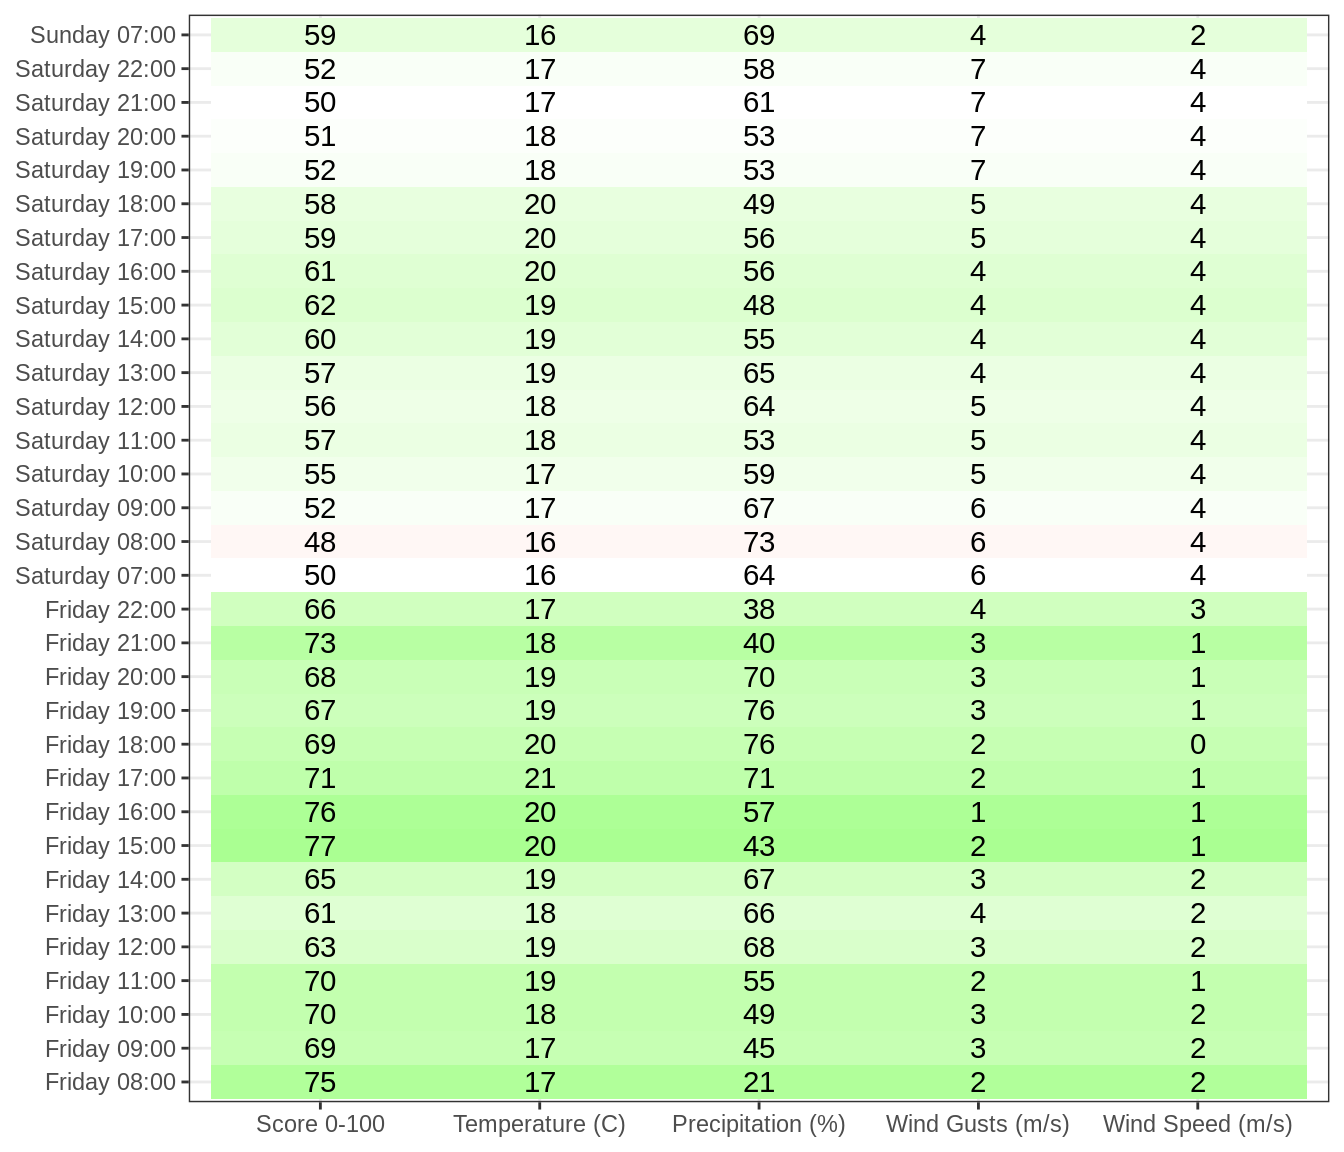 Sunday 07:00 59 16 69 4 2
Saturday 22:00 52 17 58 7 4
Saturday 21:00 50 17 61 7 4
Saturday 20:00 51 18 53 7 4
Saturday 19:00 52 18 53 7 4
Saturday 18:00 58 20 49 5 4
Saturday 17:00 59 20 56 5 4
Saturday 16:00 61 20 56 4 4
Saturday 15:00 62 19 48 4 4
Saturday 14:00 60 19 55 4 4
Saturday 13:00 57 19 65 4 4
Saturday 12:00 56 18 64 5 4
Saturday 11:00 57 18 53 5 4
Saturday 10:00 55 17 59 5 4
Saturday 09:00 52 17 67 6 4
Saturday 08:00 48 16 73 6 4
Saturday 07:00 50 16 64 6 4
Friday 22:00 66 17 38 4 3
Friday 21:00 73 18 40 3 1
Friday 20:00 68 19 70 3 1
Friday 19:00 67 19 76 3 1
Friday 18:00 69 20 76 2 0
Friday 17:00 71 21 71 2 1
Friday 16:00 76 20 57 1 1
Friday 15:00 77 20 43 2 1
Friday 14:00 65 19 67 3 2
Friday 13:00 61 18 66 4 2
Friday 12:00 63 19 68 3 2
Friday 11:00 70 19 55 2 1
Friday 10:00 70 18 49 3 2
Friday 09:00 69 17 45 3 2
Friday 08:00 75 17 21 2 2
Score 0-100 Temperature (C) Precipitation (%) Wind Gusts (m/s) Wind Speed (m/s)